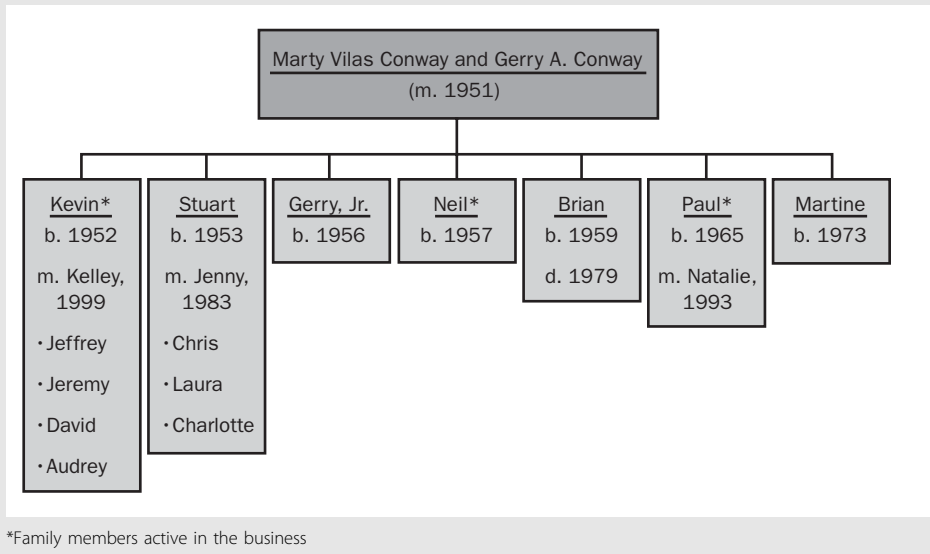 Marty Vilas Conway and Gerry A. Conway
(m. 1951)
Kevin*
b. 1952
m. Kelley,
1999
·Jeffrey
·Jeremy
·David
·Audrey
Stuart
b. 1953
m. Jenny,
1983
·Chris
·Laura
·Charlotte
Gerry, Jr.
b. 1956
Neil*
b. 1957
Brian
b. 1959
d. 1979
Paul*
b. 1965
m. Natalie,
1993
Martine
b. 1973
*Family members active in the business